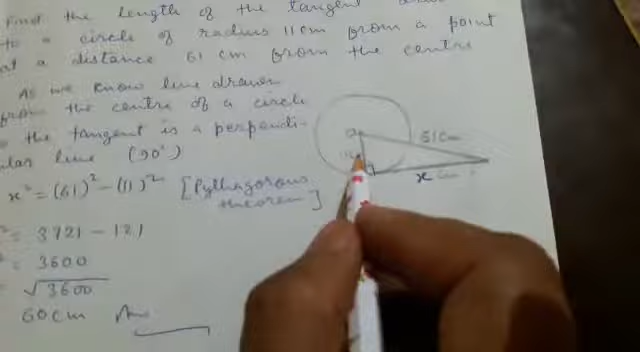 Find the length of the tangent
to a circle of radius 11cm from a point
at a distance 61 cm from the centre
As we know line drawn
from the centre of a circle
the tangent is a perpendi-
ular line (90°)
x² = (61)² - (11)² [Pythagorous
theorem]
= 3721 - 121
= 3600
√3600
60cm
61cm
x cm